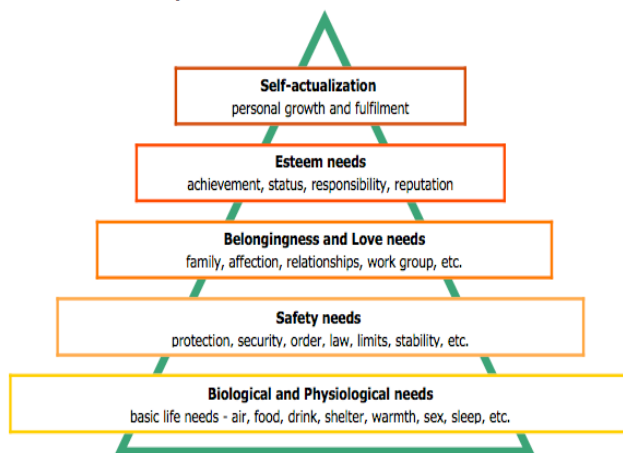 Self-actualization
personal growth and fulfilment
Esteem needs
achievement, status, responsibility, reputation
Belongingness and Love needs
family, affection, relationships, work group, etc.
Safety needs
protection, security, order, law, limits, stability, etc.
Biological and Physiological needs
basic life needs - air, food, drink, shelter, warmth, sex, sleep, etc.